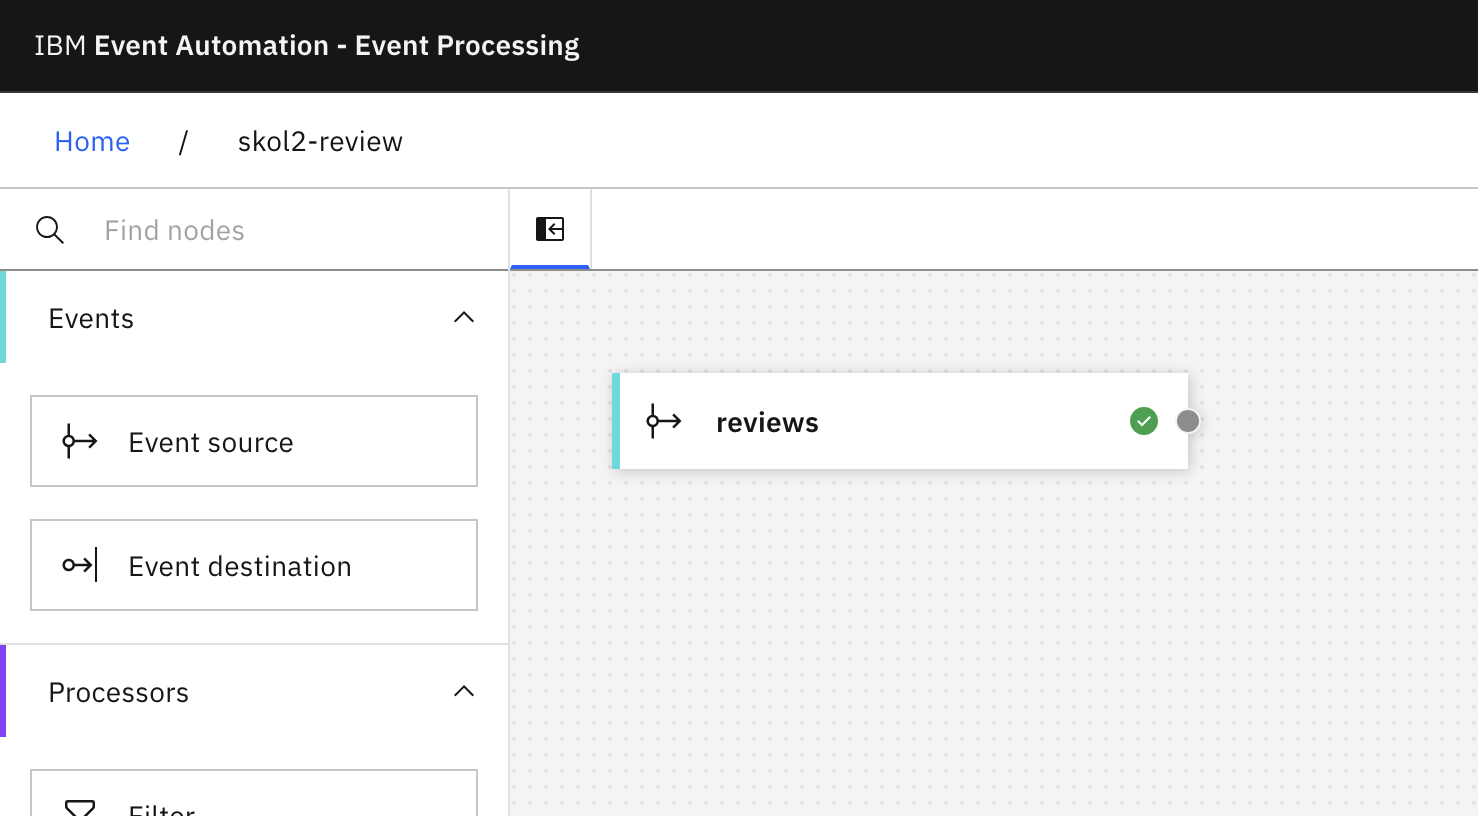 IBM Event Automation - Event Processing
Home / skol2-review
Find nodes
Events
reviews
Event source
Event destination
Processors
Filter